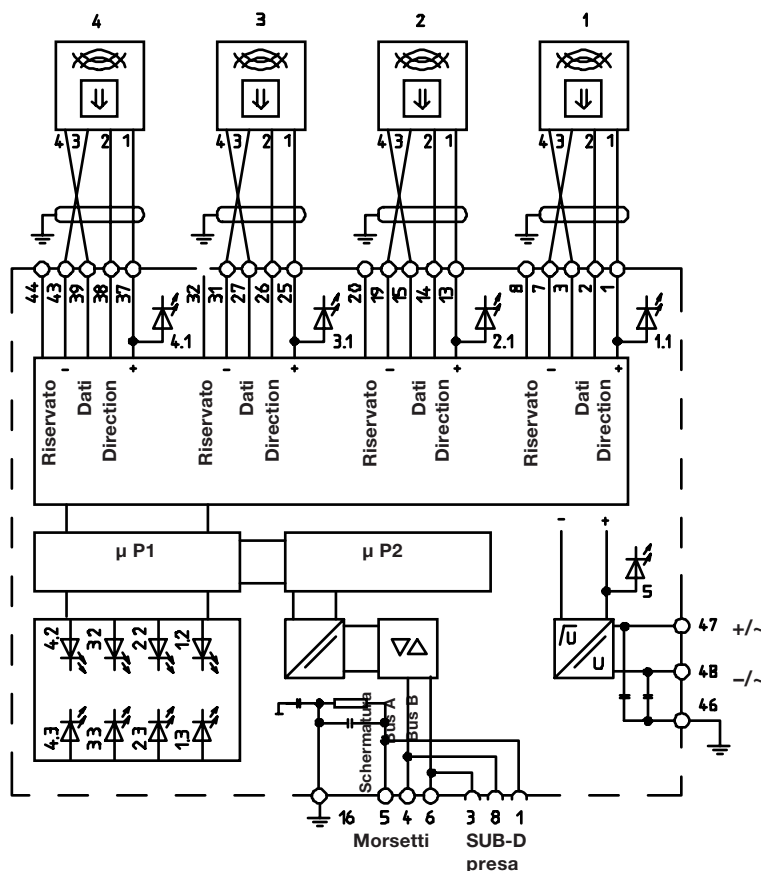 4 3 2 1
4 3 2 1 4 3 2 1 4 3 2 1 4 3 2 1
44 43 39 38 37 32 31 27 26 25 20 19 15 14 13 8 7 3 2 1
4.1 3.1 2.1 1.1
- + - + - + - +
Riservato Dati Direction Riservato Dati Direction Riservato Dati Direction Riservato Dati Direction
- +
µ P1 µ P2
5
4.2 32 2.2 1.2
U
U
47 +/~
48 –/~
46
4.3 33 2.3 1.3
Schermatura Bus A Bus B
16 5 4 6 3 8 1
Morsetti SUB-D
presa